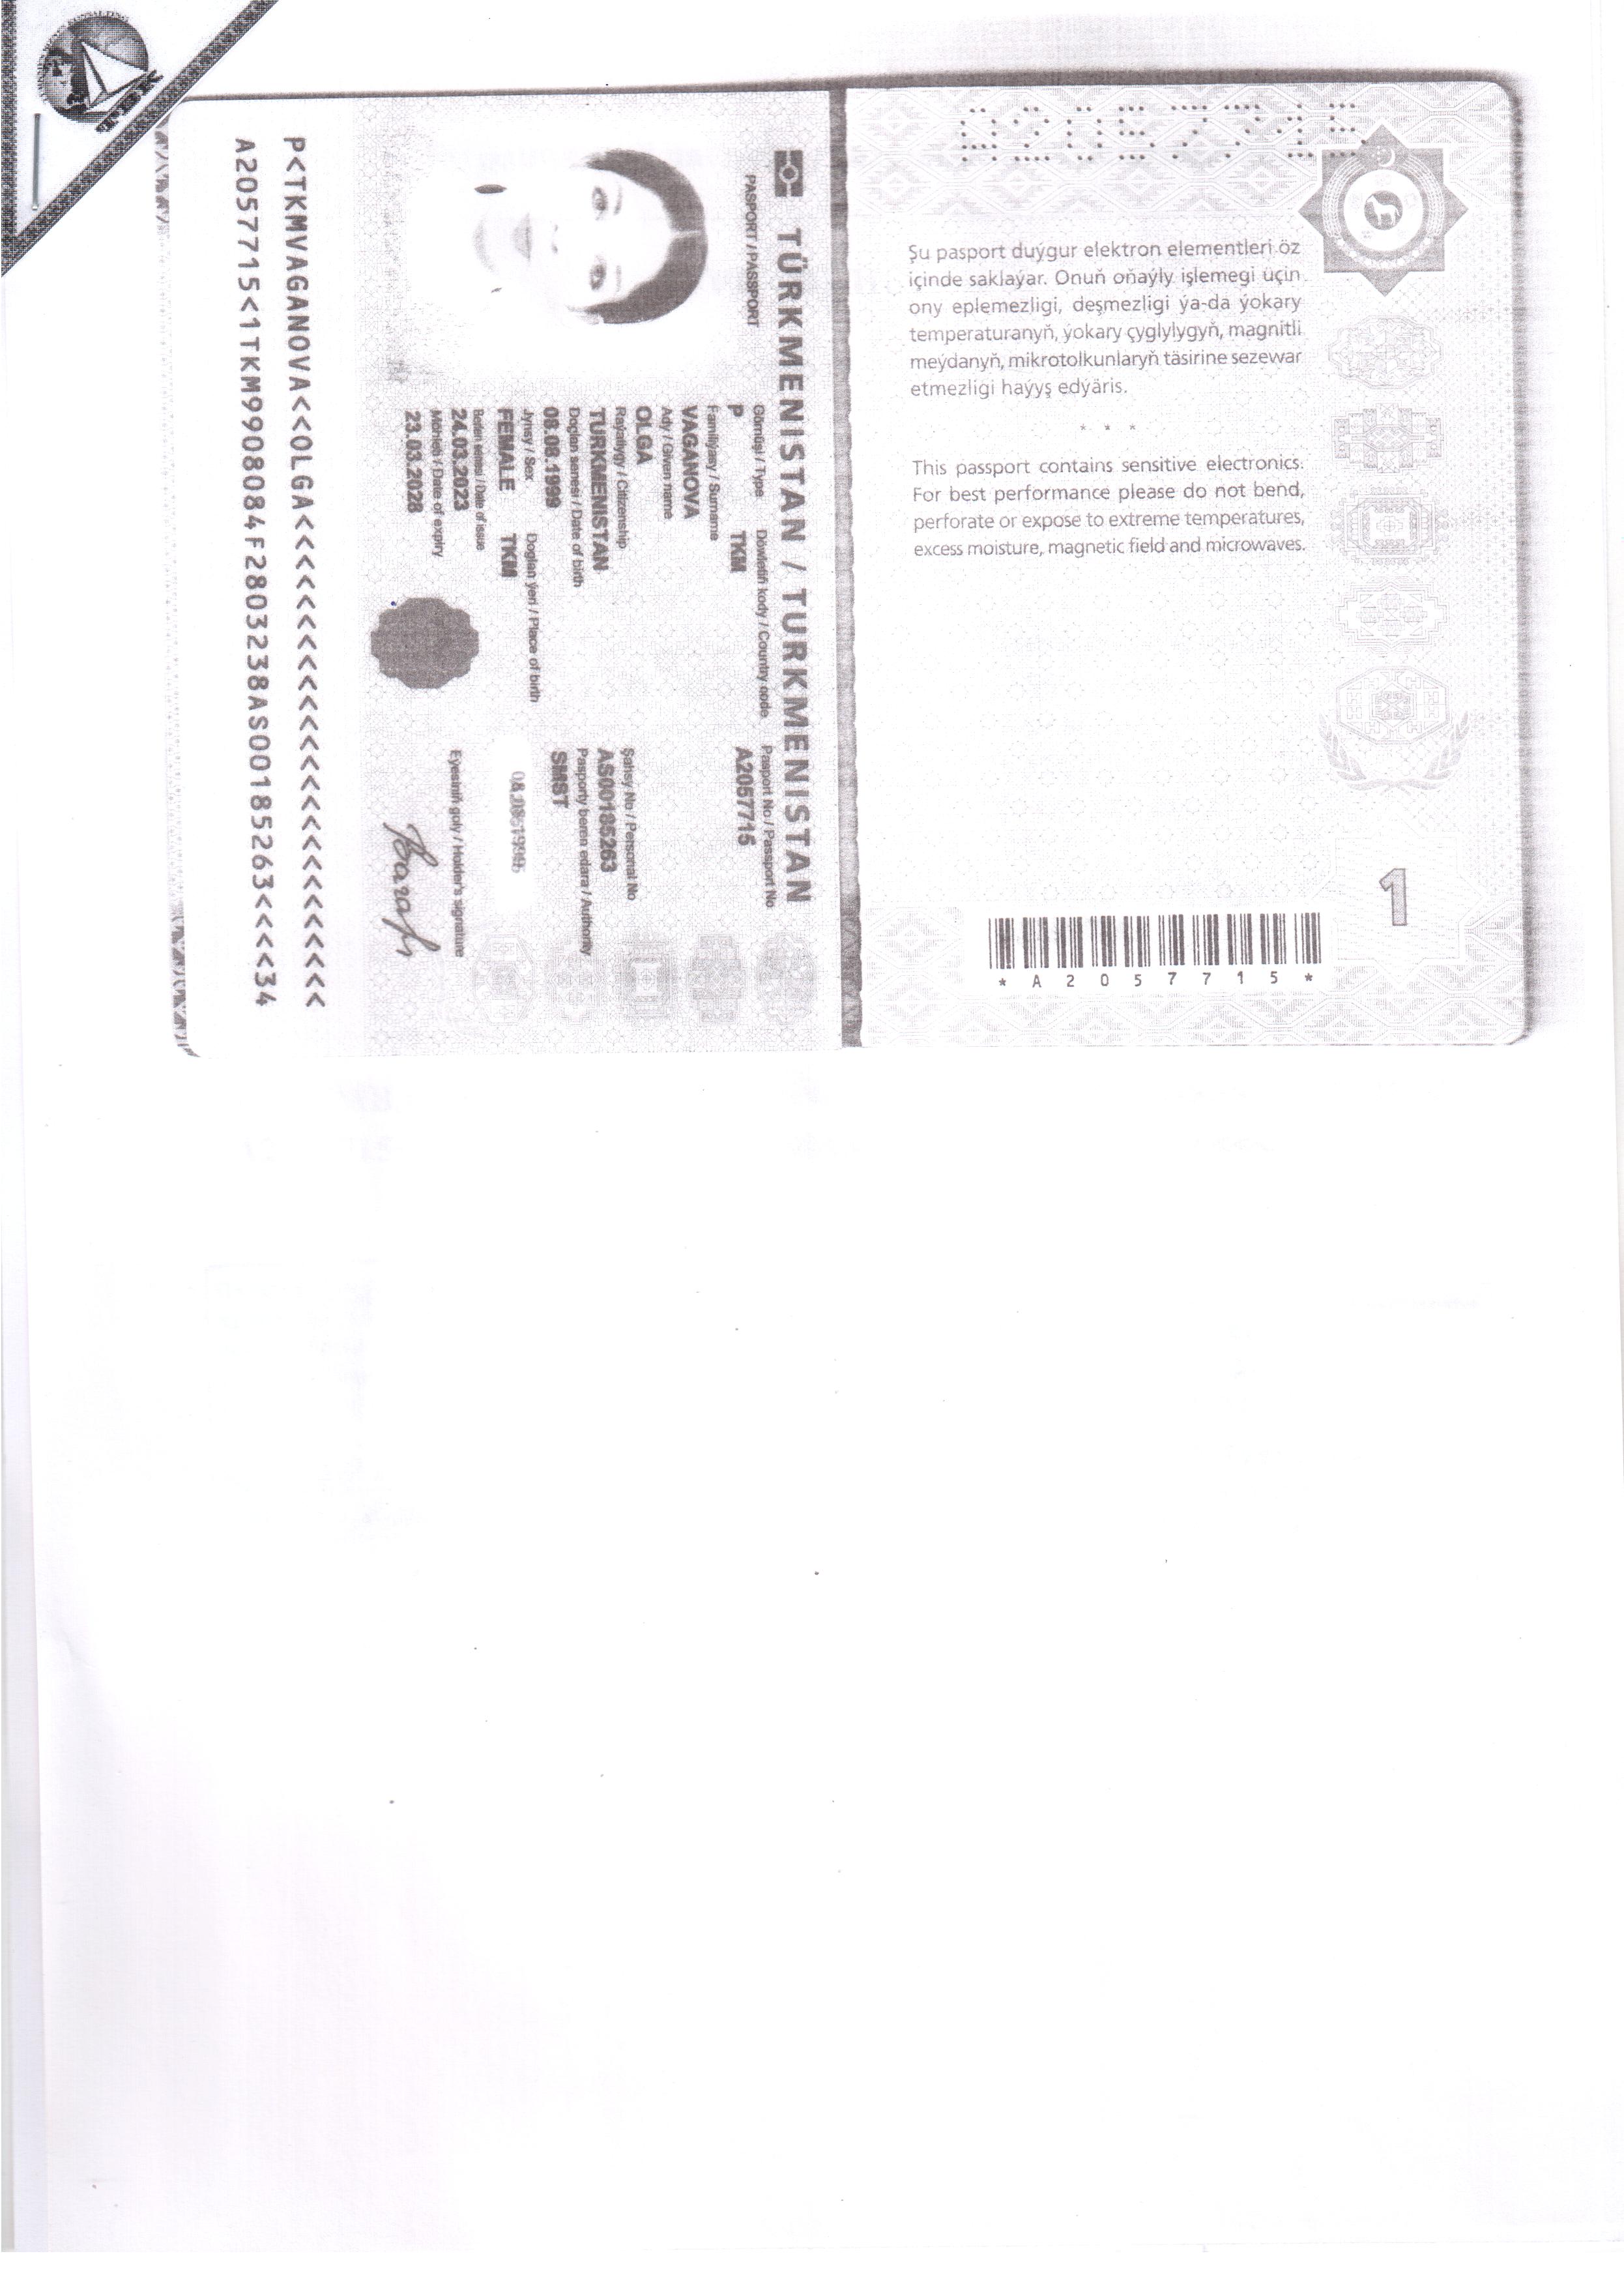 Şu pasport duýgur elektron elementleri öz
içinde saklaýar. Onuň oňaýly işlemegi üçin
ony eplemezligi, deşmezligi ýa-da ýokary
temperaturanyň, ýokary çyglylygyň, magnitli
meýdanyň, mikrotolkunlaryň täsirine sezewar
etmezligi haýyş edýäris.
* * *
This passport contains sensitive electronics.
For best performance please do not bend,
perforate or expose to extreme temperatures,
excess moisture, magnetic field and microwaves.
1
* A 2 0 5 7 7 1 5 *
TÜRKMENISTAN / TURKMENISTAN
PASPORT / PASSPORT
Görnüşi / Type Döwletiň kody / Country code Pasport No / Passport No
P TKM A2057715
Familiýasy / Surname
VAGANOVA
Ady / Given name
OLGA
Raýatlygy / Citizenship Şahsy No / Personal No
TURKMENISTAN AS00185263
Doglan senesi / Date of birth Pasporty beren edara / Authority
08.08.1999 SMST
Jynsy / Sex Doglan ýeri / Place of birth
FEMALE TKM
Berlen senesi / Date of issue Eýesiniň goly / Holder's signature
24.03.2023
Möhleti / Date of expiry
23.03.2028
P<TKMVAGANOVA<<OLGA<<<<<<<<<<<<<<<<<<<<<<<<<
A2057715<1TKM9908084F2803238AS00185263<<<<34